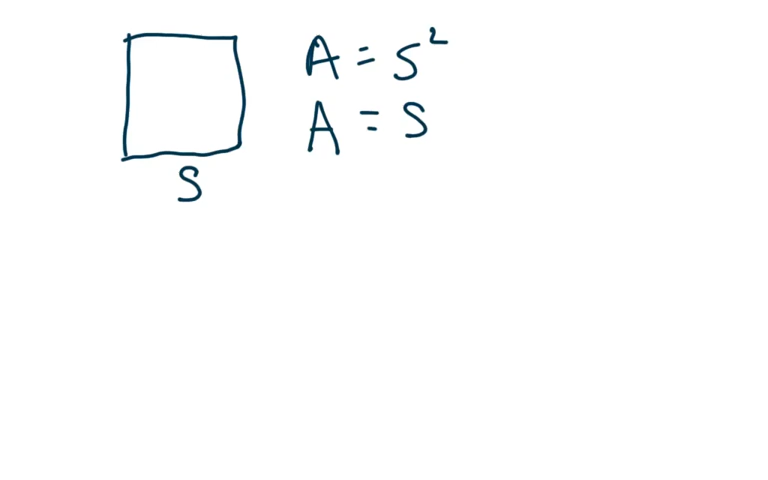 A = s²
A = s
s